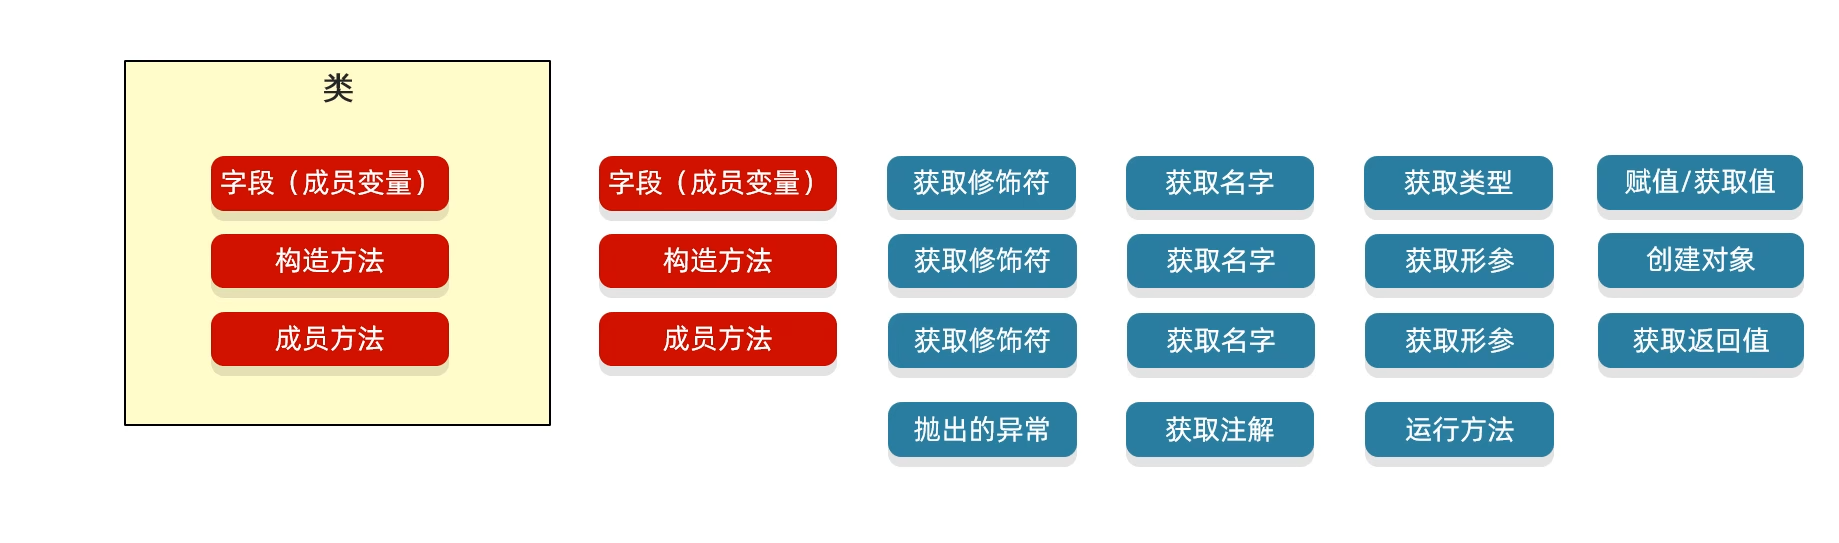 类
字段（成员变量）
构造方法
成员方法
字段（成员变量） 获取修饰符 获取名字 获取类型 赋值/获取值
构造方法 获取修饰符 获取名字 获取形参 创建对象
成员方法 获取修饰符 获取名字 获取形参 获取返回值
抛出的异常 获取注解 运行方法